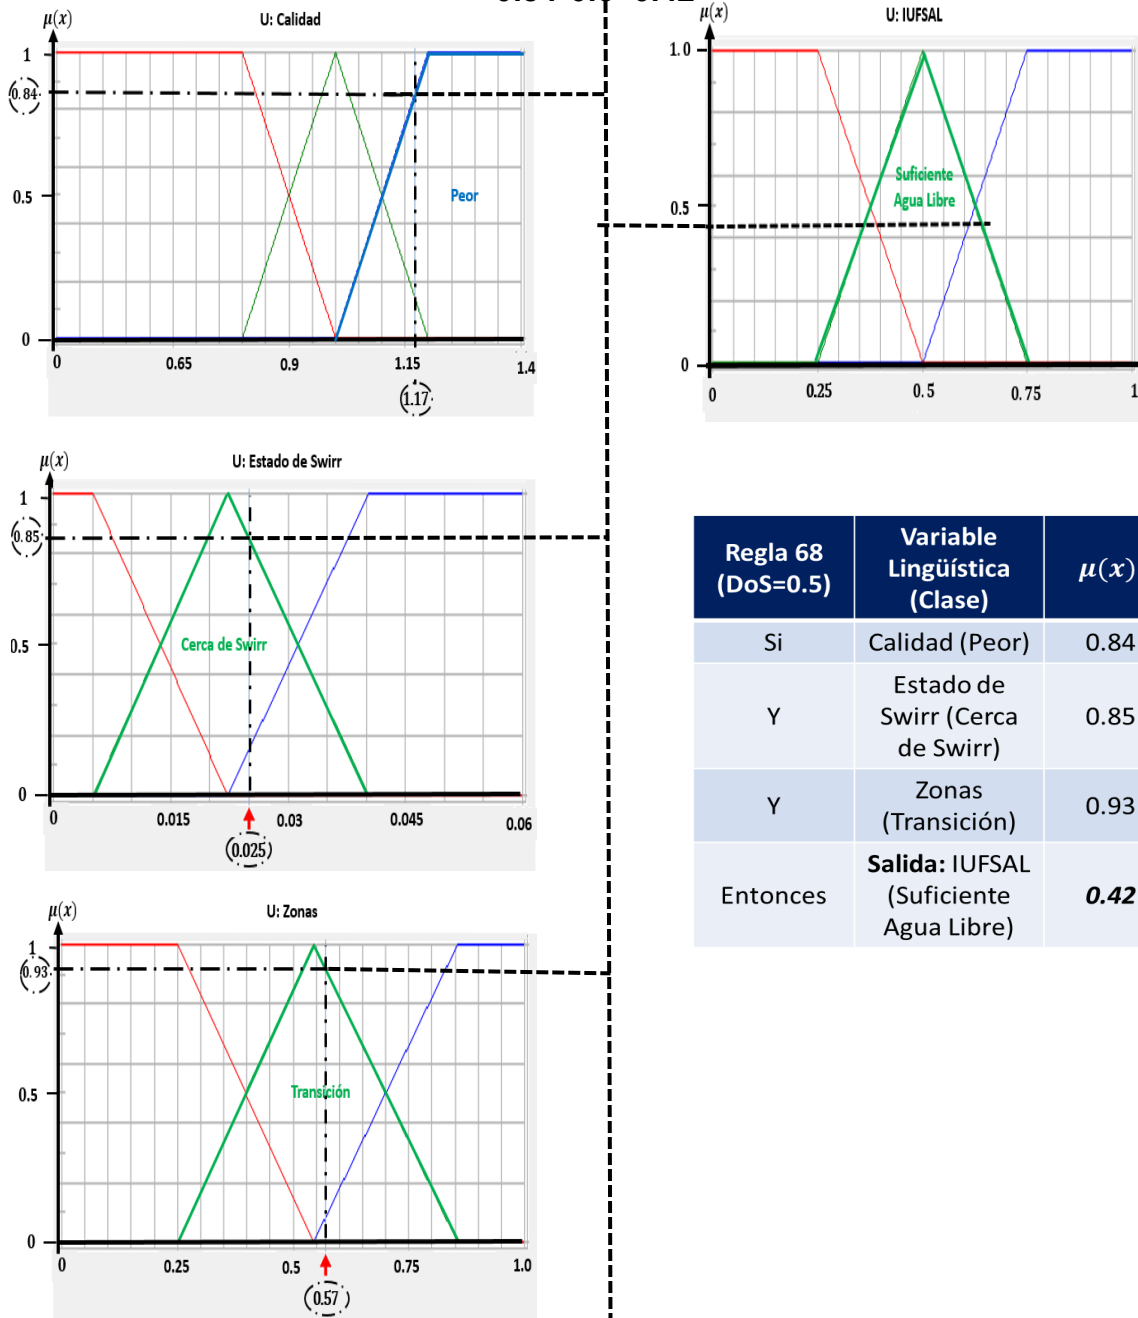 μ(x)
U: Calidad
1
0.84
0.5
0
Peor
0
0.65
0.9
1.15
1.4
1.17
μ(x)
U: IUFSAL
1.0
0.5
0
Suficiente
Agua Libre
0
0.25
0.5
0.75
1
μ(x)
U: Estado de Swirr
1
0.85
0.5
0
Cerca de Swirr
0
0.015
0.03
0.045
0.06
0.025
Regla 68
(DoS=0.5)
Variable
Lingüística
(Clase)
μ(x)
Si
Calidad (Peor)
0.84
Y
Estado de
Swirr (Cerca
de Swirr)
0.85
Y
Zonas
(Transición)
0.93
Entonces
Salida: IUFSAL
(Suficiente
Agua Libre)
0.42
μ(x)
U: Zonas
1
0.93
0.5
0
Transición
0
0.25
0.5
0.75
1.0
0.57